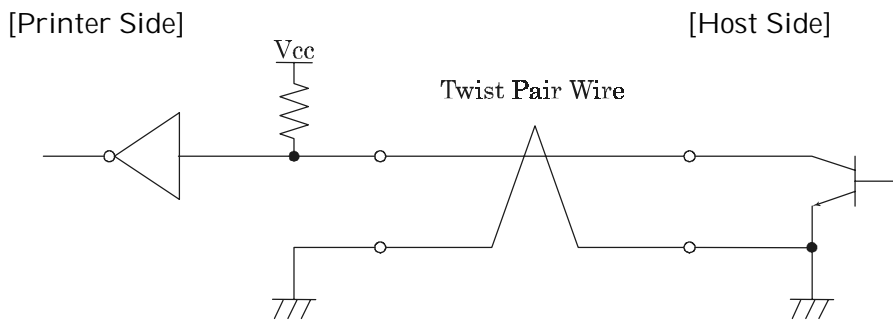 [Printer Side]
[Host Side]
Vcc
Twist Pair Wire